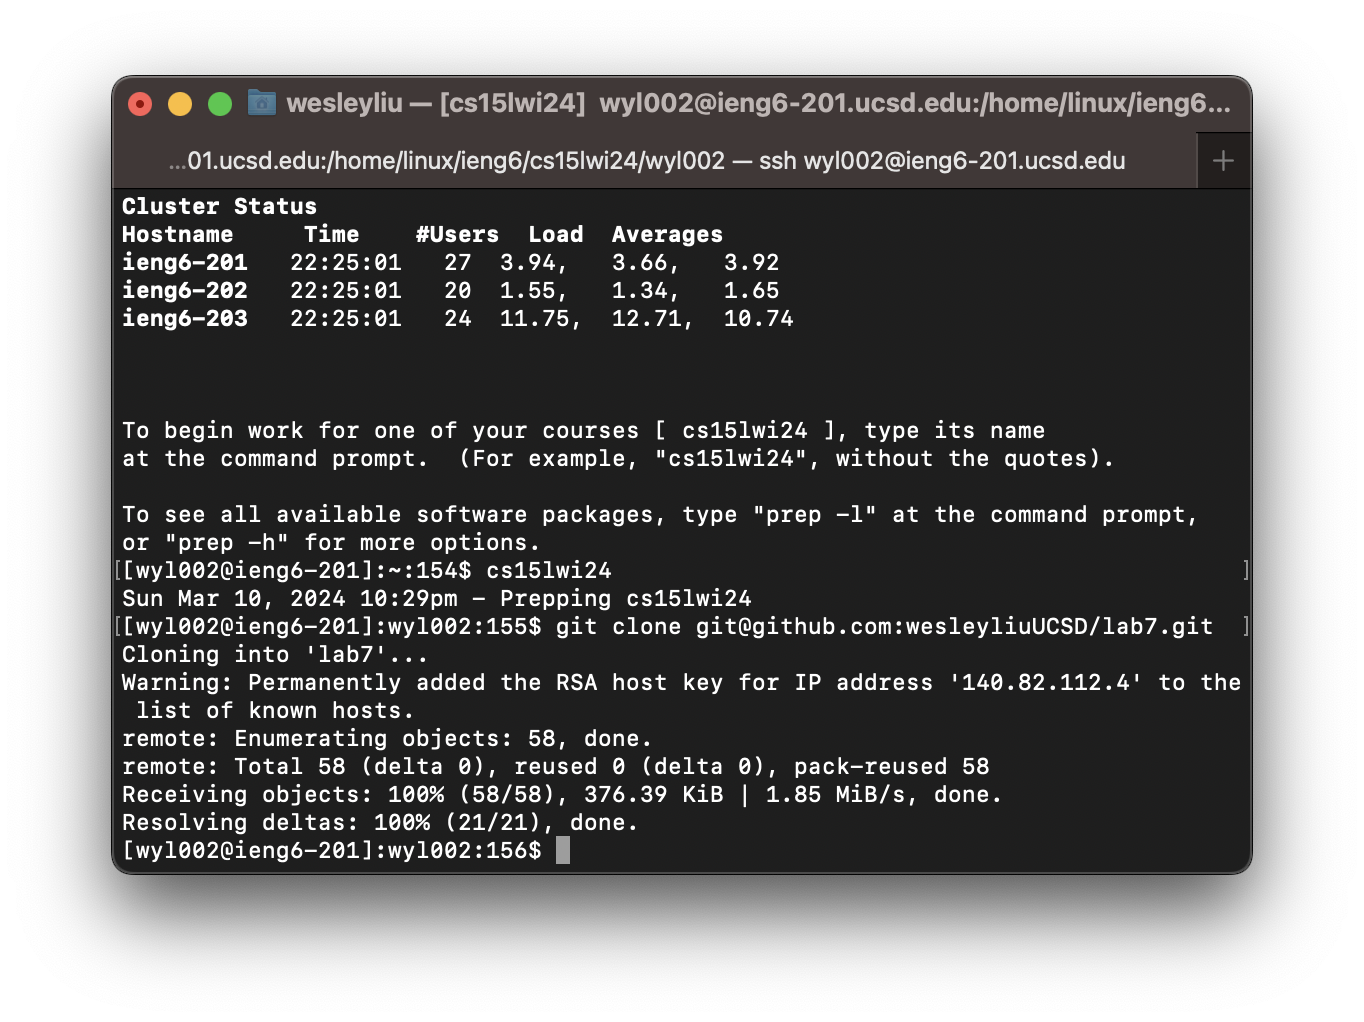 wesleyliu — [cs15lwi24] wyl002@ieng6-201.ucsd.edu:/home/linux/ieng6...
...01.ucsd.edu:/home/linux/ieng6/cs15lwi24/wyl002 — ssh wyl002@ieng6-201.ucsd.edu +
Cluster Status
Hostname     Time    #Users  Load  Averages
ieng6-201   22:25:01   27  3.94,   3.66,   3.92
ieng6-202   22:25:01   20  1.55,   1.34,   1.65
ieng6-203   22:25:01   24  11.75,  12.71,  10.74
To begin work for one of your courses [ cs15lwi24 ], type its name
at the command prompt.  (For example, "cs15lwi24", without the quotes).
To see all available software packages, type "prep -l" at the command prompt,
or "prep -h" for more options.
[[wyl002@ieng6-201]:~:154$ cs15lwi24 ]
Sun Mar 10, 2024 10:29pm - Prepping cs15lwi24
[[wyl002@ieng6-201]:wyl002:155$ git clone git@github.com:wesleyliuUCSD/lab7.git ]
Cloning into 'lab7'...
Warning: Permanently added the RSA host key for IP address '140.82.112.4' to the
 list of known hosts.
remote: Enumerating objects: 58, done.
remote: Total 58 (delta 0), reused 0 (delta 0), pack-reused 58
Receiving objects: 100% (58/58), 376.39 KiB | 1.85 MiB/s, done.
Resolving deltas: 100% (21/21), done.
[wyl002@ieng6-201]:wyl002:156$